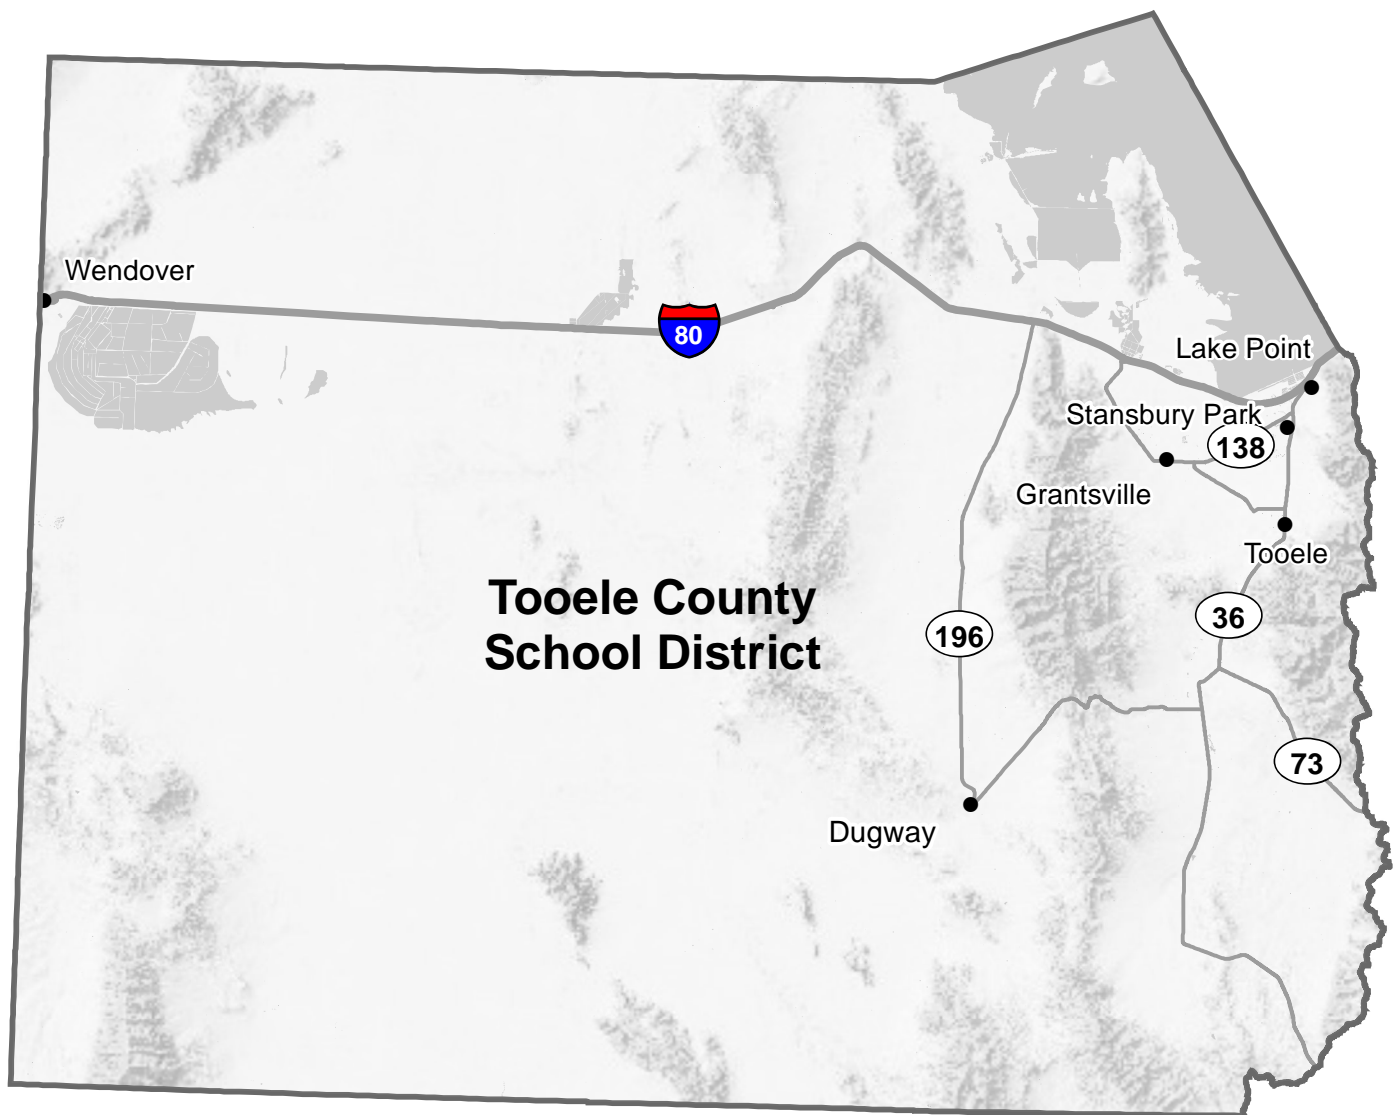 Wendover
80
Lake Point
Stansbury Park
138
Grantsville
Tooele
Tooele County
School District
36
196
73
Dugway